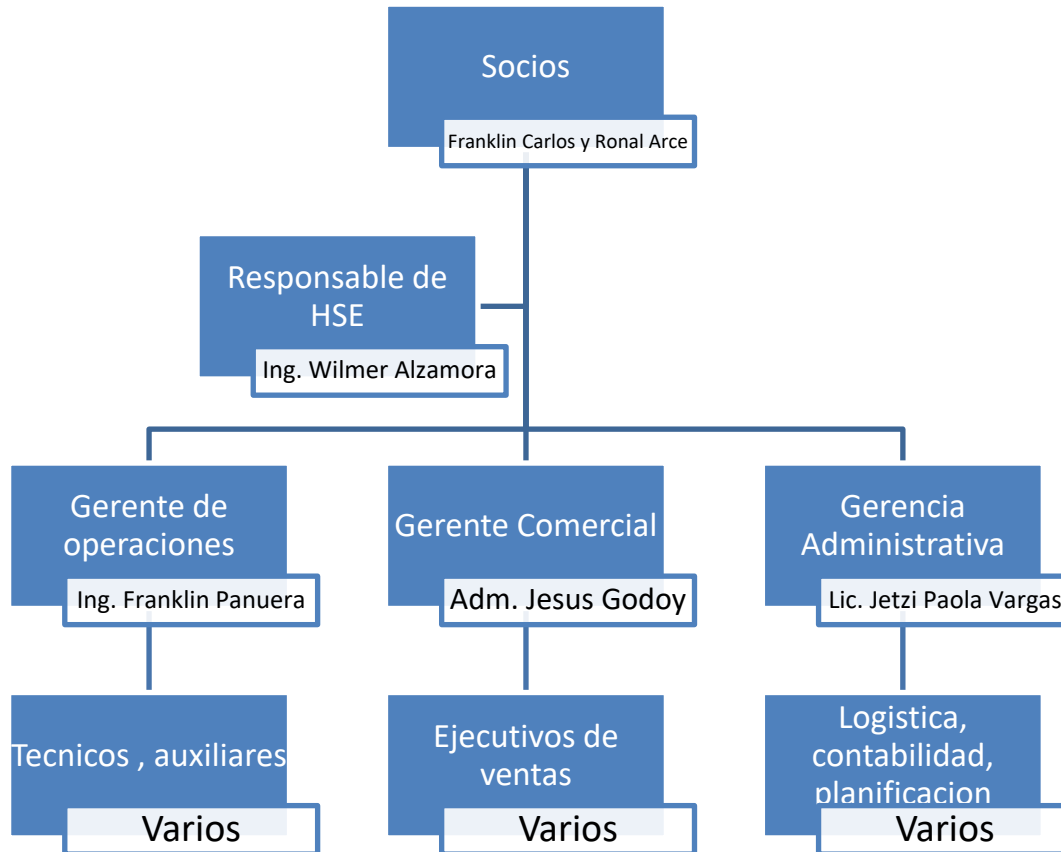 Socios
Franklin Carlos y Ronal Arce
Responsable de
HSE
Ing. Wilmer Alzamora
Gerente de
operaciones
Ing. Franklin Panuera
Gerente Comercial
Adm. Jesus Godoy
Gerencia
Administrativa
Lic. Jetzi Paola Vargas
Tecnicos , auxiliares
Varios
Ejecutivos de
ventas
Varios
Logistica,
contabilidad,
planificacion
Varios